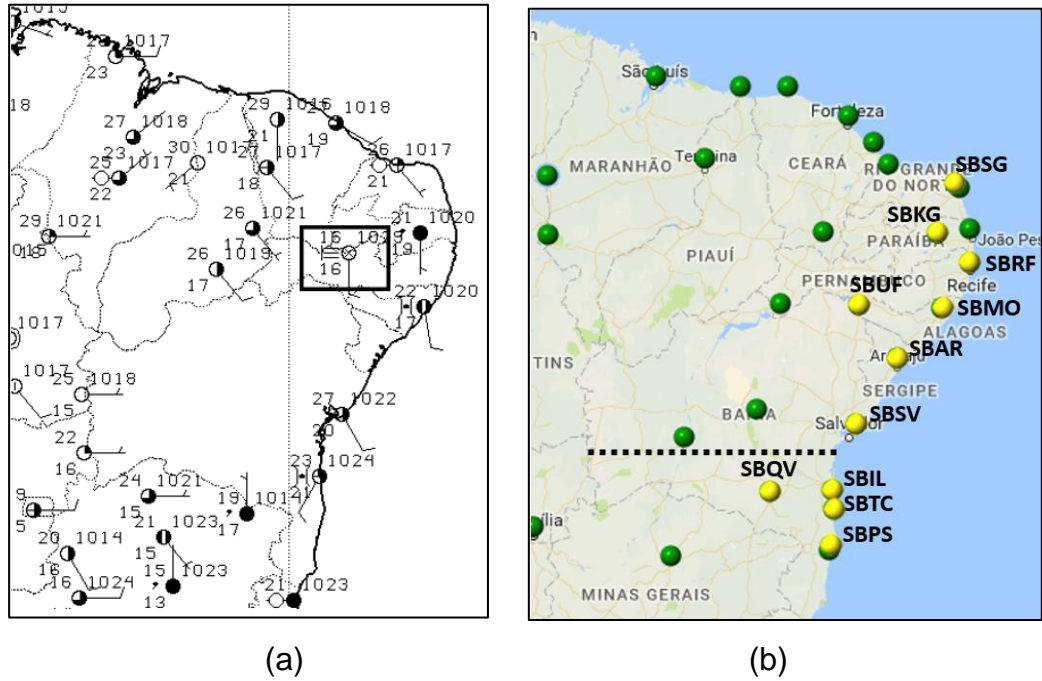 1017
23
18
27 1018
23
29 1016
21
1018
19
30
21
27 1017
18
25 1017
22
26 1017
21
29 1021
26 1021
17
26 1019
17
16 1019
16
21 1020
19
22 1020
17
1017
1017
25 1018
15
27 1022
20
22
16
23 1024
21
24 1021
15
19 1014
17
9
5
21 1023
15
20 1014
16
16 1024
15 1023
13
21 1023
(a)
São Luís
Fortaleza
MARANHÃO
Teresina
CEARÁ
RIO GRANDE
DO NORTE
SBSG
SBKG
PARAÍBA
João Pes
PIAUÍ
SBRF
PERNAMBUCO
Recife
SBUF
SBMO
ALAGOAS
TINS
Aracaju
SBAR
SERGIPE
BAHIA
Salvador
SBSV
SBQV
SBIL
SBTC
ília
SBPS
MINAS GERAIS
(b)